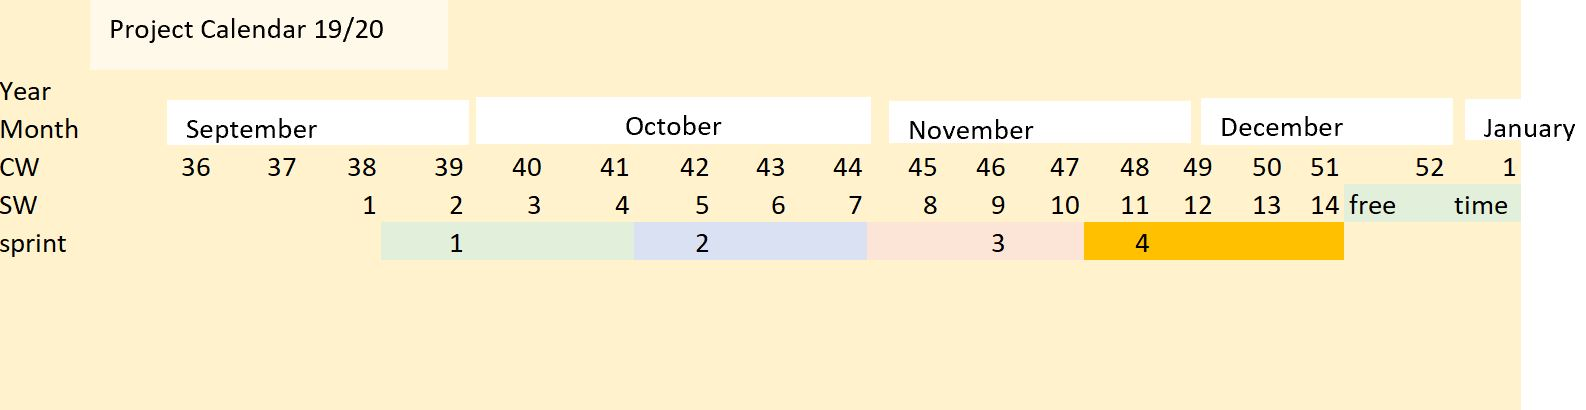 Project Calendar 19/20
Year
Month September October November December January
CW 36 37 38 39 40 41 42 43 44 45 46 47 48 49 50 51 52 1
SW 1 2 3 4 5 6 7 8 9 10 11 12 13 14 free time
sprint 1 2 3 4